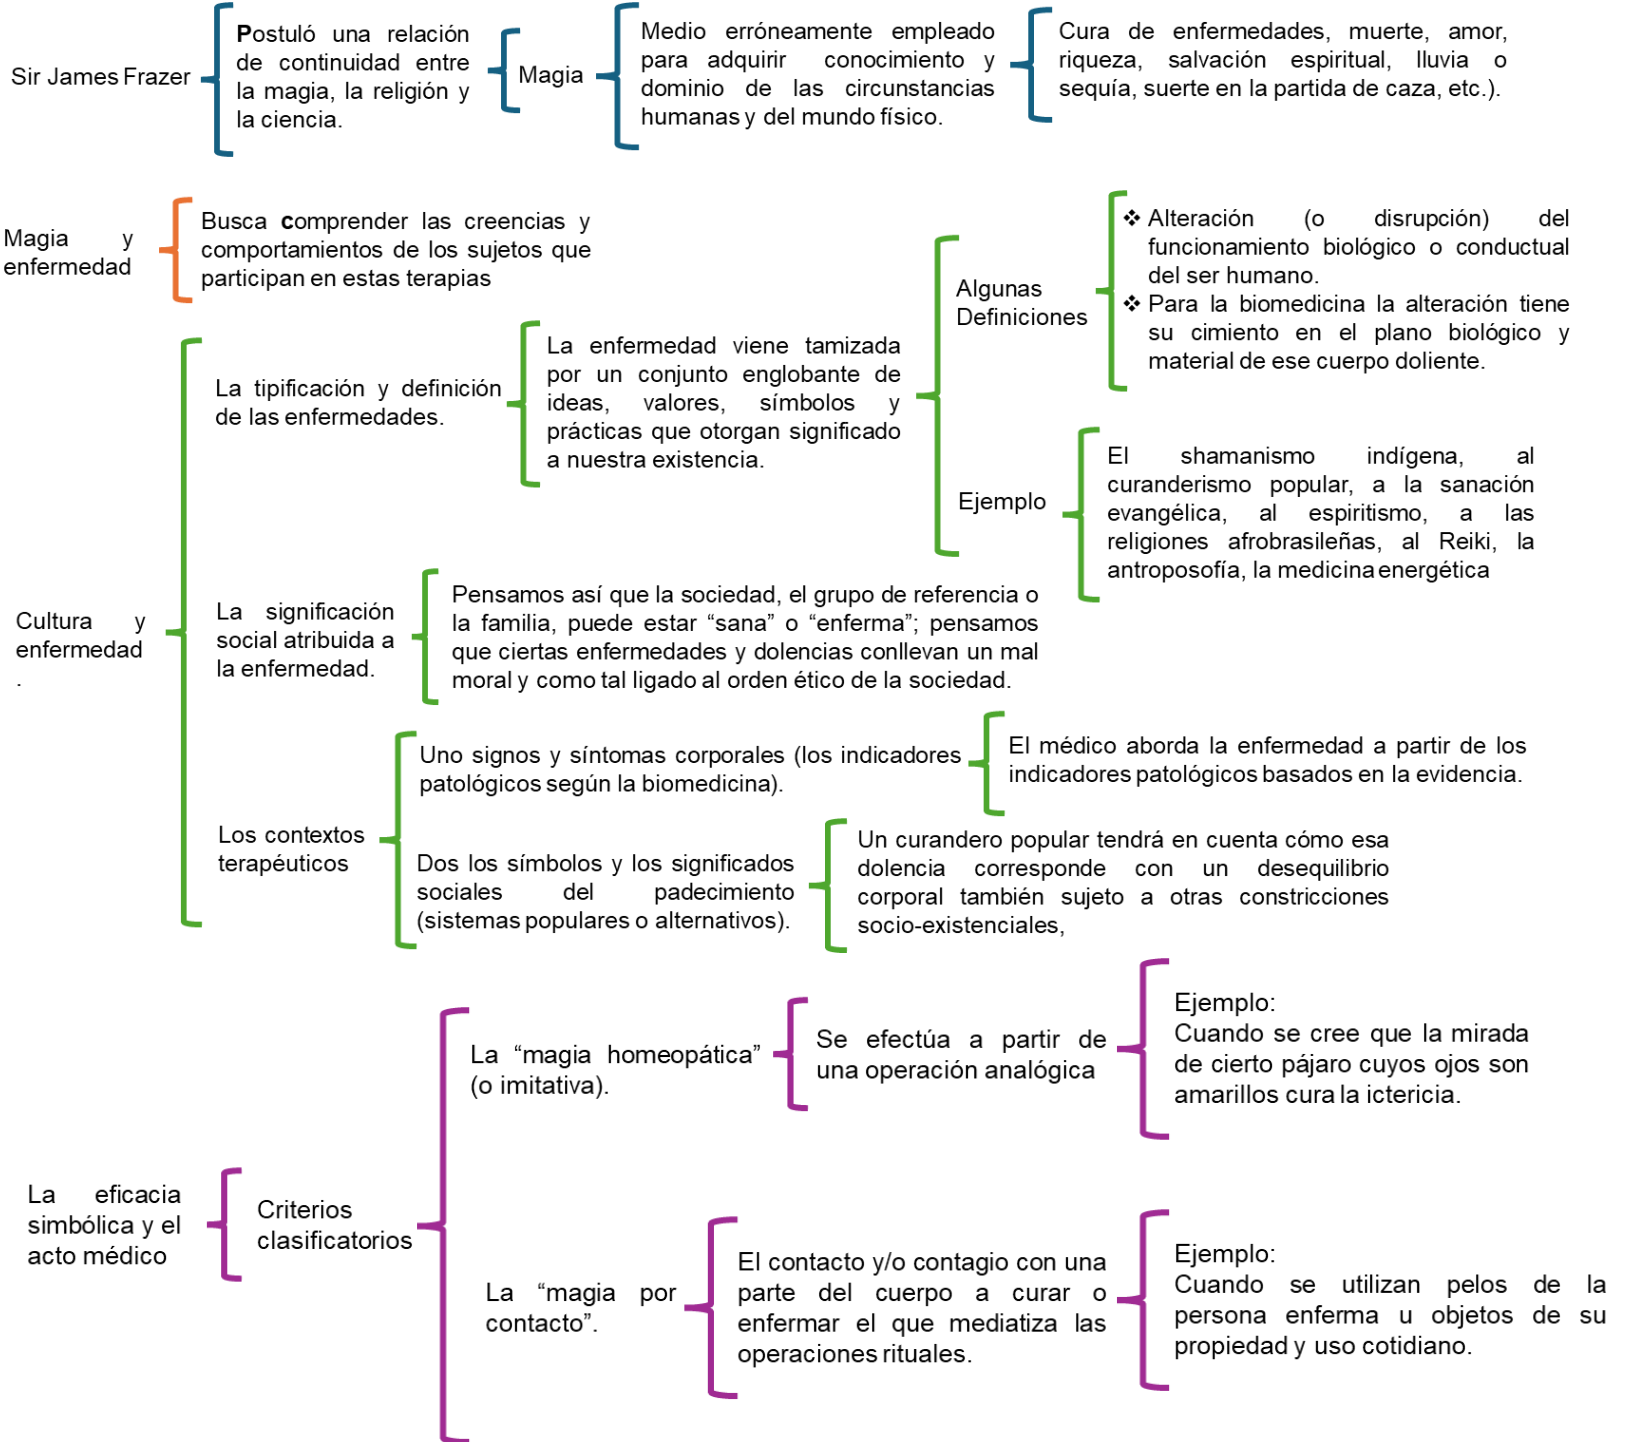 Sir James Frazer
Postuló una relación
de continuidad entre
la magia, la religión y
la ciencia.
Magia
Medio erróneamente empleado
para adquirir conocimiento y
dominio de las circunstancias
humanas y del mundo físico.
Cura de enfermedades, muerte, amor,
riqueza, salvación espiritual, lluvia o
sequía, suerte en la partida de caza, etc.).
Magia y
enfermedad
Busca comprender las creencias y
comportamientos de los sujetos que
participan en estas terapias
Cultura y
enfermedad
.
La tipificación y definición
de las enfermedades.
La enfermedad viene tamizada
por un conjunto englobante de
ideas, valores, símbolos y
prácticas que otorgan significado
a nuestra existencia.
Algunas
Definiciones
❖ Alteración (o disrupción) del
funcionamiento biológico o conductual
del ser humano.
❖ Para la biomedicina la alteración tiene
su cimiento en el plano biológico y
material de ese cuerpo doliente.
Ejemplo
El shamanismo indígena, al
curanderismo popular, a la sanación
evangélica, al espiritismo, a las
religiones afrobrasileñas, al Reiki, la
antroposofía, la medicina energética
La significación
social atribuida a
la enfermedad.
Pensamos así que la sociedad, el grupo de referencia o
la familia, puede estar “sana” o “enferma”; pensamos
que ciertas enfermedades y dolencias conllevan un mal
moral y como tal ligado al orden ético de la sociedad.
Los contextos
terapéuticos
Uno signos y síntomas corporales (los indicadores
patológicos según la biomedicina).
El médico aborda la enfermedad a partir de los
indicadores patológicos basados en la evidencia.
Dos los símbolos y los significados
sociales del padecimiento
(sistemas populares o alternativos).
Un curandero popular tendrá en cuenta cómo esa
dolencia corresponde con un desequilibrio
corporal también sujeto a otras constricciones
socio-existenciales,
La eficacia
simbólica y el
acto médico
Criterios
clasificatorios
La “magia homeopática”
(o imitativa).
Se efectúa a partir de
una operación analógica
Ejemplo:
Cuando se cree que la mirada
de cierto pájaro cuyos ojos son
amarillos cura la ictericia.
La “magia por
contacto”.
El contacto y/o contagio con una
parte del cuerpo a curar o
enfermar el que mediatiza las
operaciones rituales.
Ejemplo:
Cuando se utilizan pelos de la
persona enferma u objetos de su
propiedad y uso cotidiano.